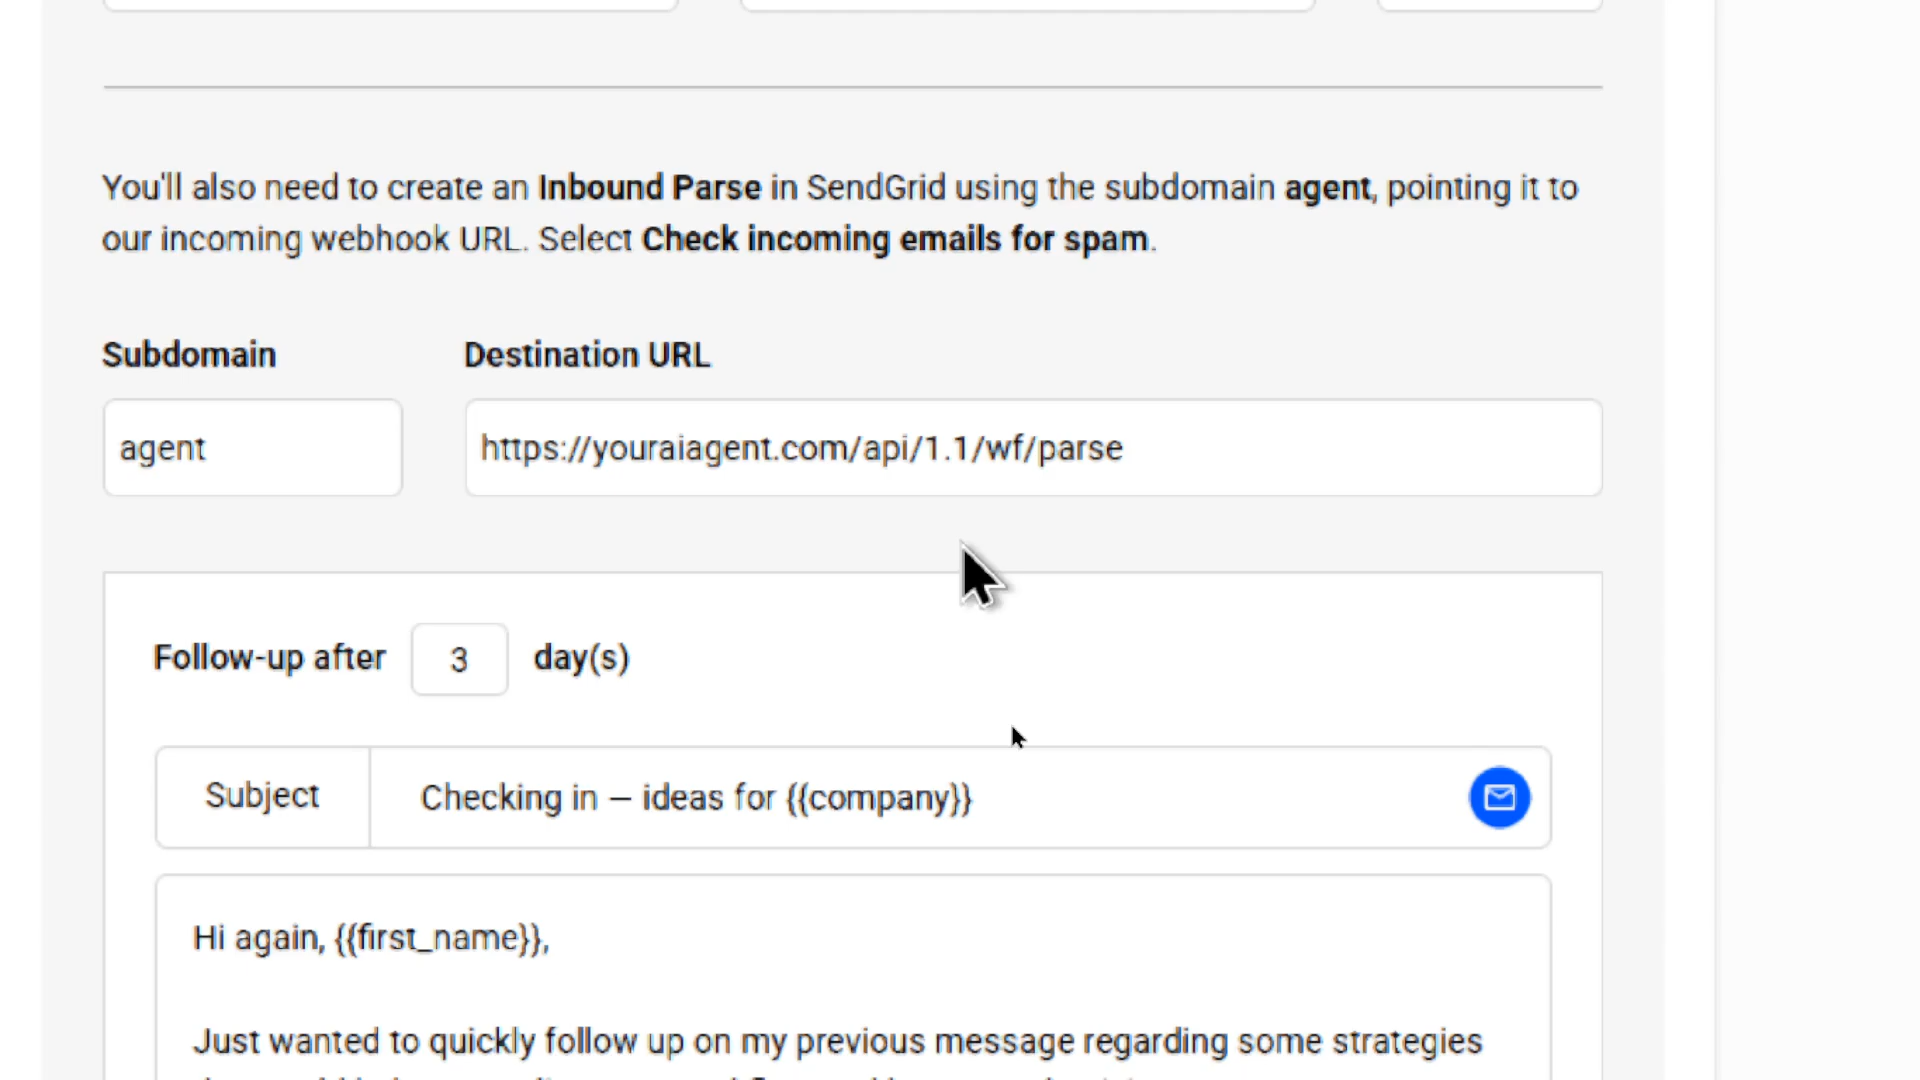 You'll also need to create an Inbound Parse in SendGrid using the subdomain agent, pointing it to
our incoming webhook URL. Select Check incoming emails for spam.
Subdomain
Destination URL
agent
https://youraiagent.com/api/1.1/wf/parse
Follow-up after 3 day(s)
Subject
Checking in – ideas for {{company}}
Hi again, {{first_name}},
Just wanted to quickly follow up on my previous message regarding some strategies